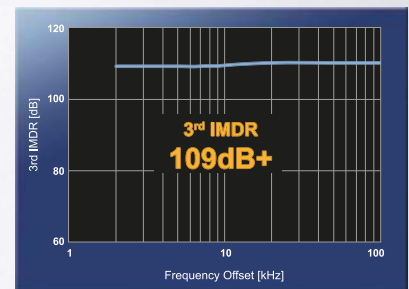 120
100
80
60
3rd IMDR [dB]
3rd IMDR
109dB+
1 10 100
Frequency Offset [kHz]